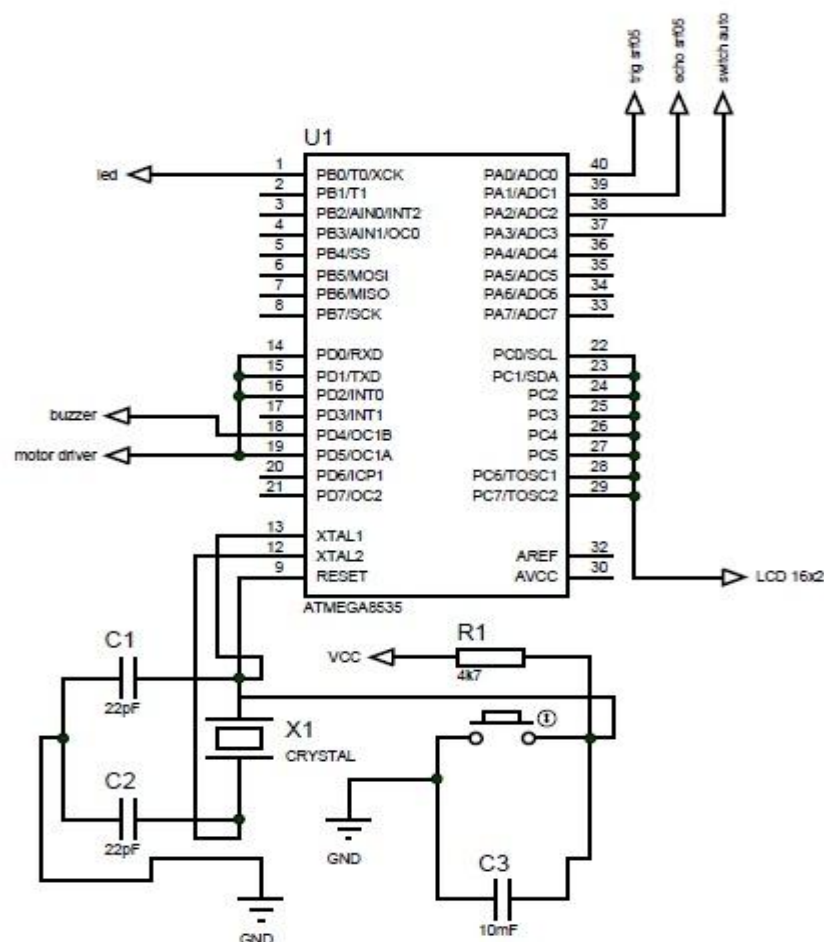 trig srf05
echo srf05
switch auto
U1
led
1 PB0/T0/XCK PA0/ADC0 40
2 PB1/T1 PA1/ADC1 39
3 PB2/AIN0/INT2 PA2/ADC2 38
4 PB3/AIN1/OC0 PA3/ADC3 37
5 PB4/SS PA4/ADC4 36
6 PB5/MOSI PA5/ADC5 35
7 PB6/MISO PA6/ADC6 34
8 PB7/SCK PA7/ADC7 33
14 PD0/RXD PC0/SCL 22
15 PD1/TXD PC1/SDA 23
16 PD2/INT0 PC2 24
buzzer
17 PD3/INT1 PC3 25
18 PD4/OC1B PC4 26
motor driver
19 PD5/OC1A PC5 27
20 PD6/ICP1 PC6/TOSC1 28
21 PD7/OC2 PC7/TOSC2 29
13 XTAL1
12 XTAL2 AREF 32
9 RESET AVCC 30
LCD 16x2
ATMEGA8535
C1
22pF
VCC
R1
4k7
X1
CRYSTAL
C2
22pF
GND
C3
10mF
GND